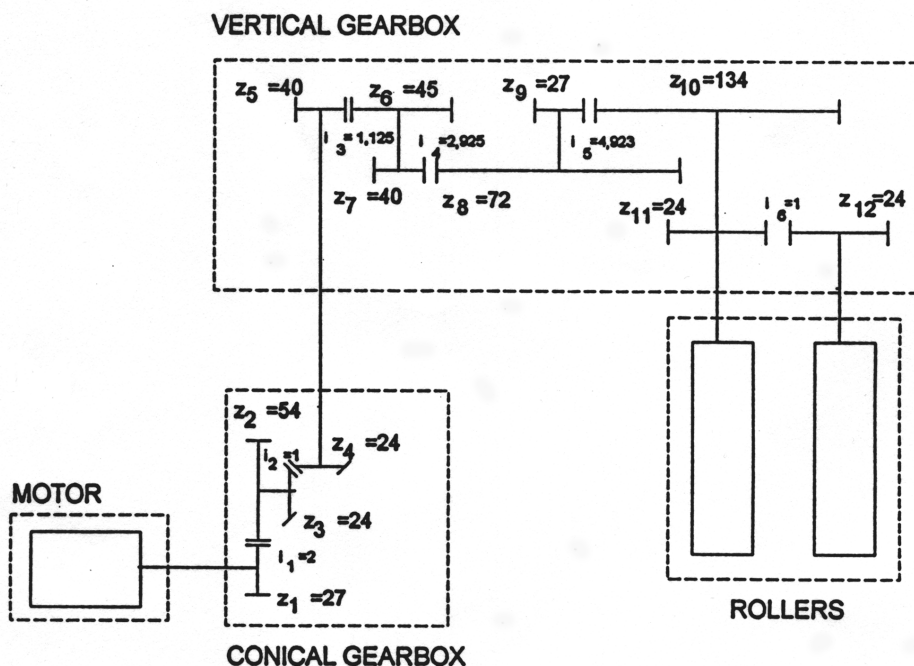 VERTICAL GEARBOX
z5 =40
z6 =45
z9 =27
z10=134
i3=1,125
i4=2,925
i5=4,923
z7 =40
z8 =72
z11=24
i6=1
z12=24
z2 =54
i2=1
z4 =24
MOTOR
z3 =24
i1=2
z1 =27
ROLLERS
CONICAL GEARBOX